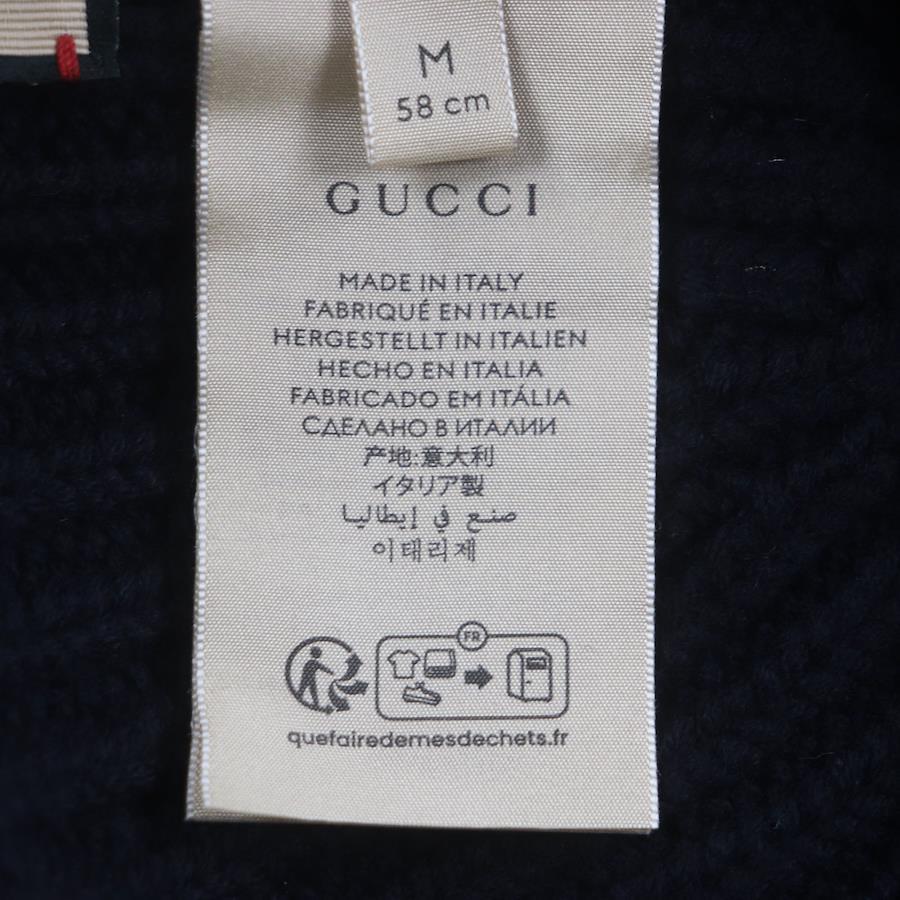 M
58 cm
GUCCI
MADE IN ITALY
FABRIQUÉ EN ITALIE
HERGESTELLT IN ITALIEN
HECHO EN ITALIA
FABRICADO EM ITÁLIA
СДЕЛАНО В ИТАЛИИ
产地:意大利
イタリア製
صنع في إيطاليا
이태리제
FR
quefairedemesdechets.fr